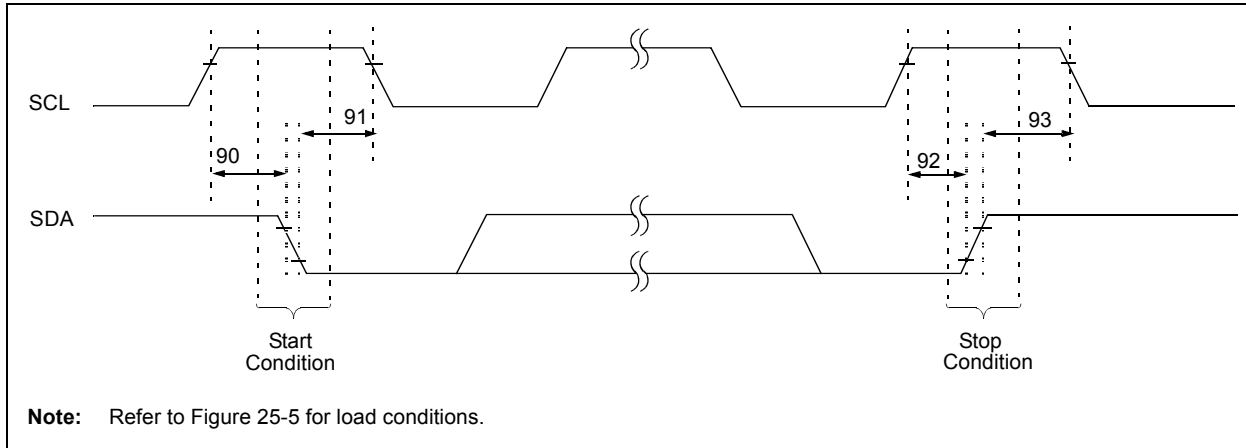 SCL
91
93
90
92
SDA
Start
Condition
Stop
Condition
Note: Refer to Figure 25-5 for load conditions.